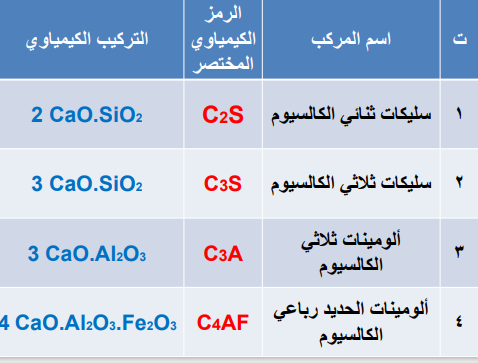 ت
اسم المركب
الرمز
الكيمياوي
المختصر
التركيب الكيمياوي
١
سليكات ثنائي الكالسيوم
C2S
2 CaO.SiO2
٢
سليكات ثلاثي الكالسيوم
C3S
3 CaO.SiO2
٣
ألومينات ثلاثي
الكالسيوم
C3A
3 CaO.Al2O3
٤
ألومينات الحديد رباعي
الكالسيوم
C4AF
4 CaO.Al2O3.Fe2O3